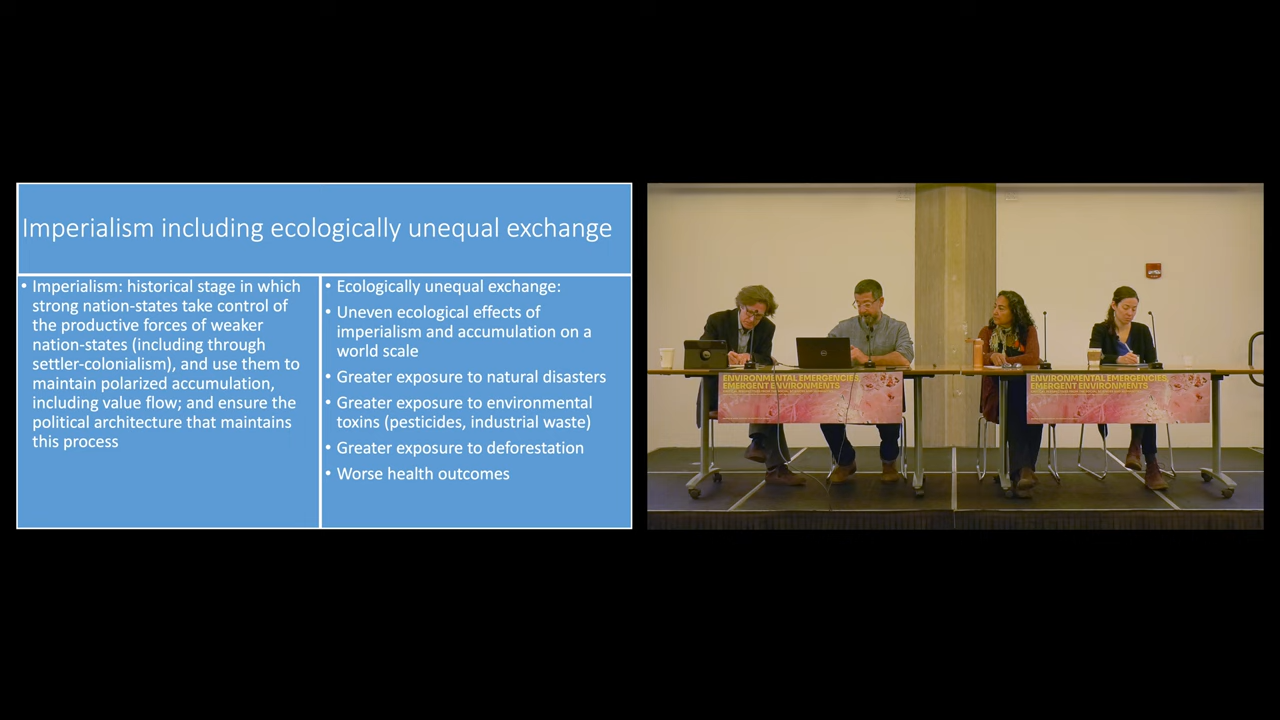 Imperialism including ecologically unequal exchange
• Imperialism: historical stage in which
strong nation-states take control of
the productive forces of weaker
nation-states (including through
settler-colonialism), and use them to
maintain polarized accumulation,
including value flow; and ensure the
political architecture that maintains
this process
• Ecologically unequal exchange:
• Uneven ecological effects of
imperialism and accumulation on a
world scale
• Greater exposure to natural disasters
• Greater exposure to environmental
toxins (pesticides, industrial waste)
• Greater exposure to deforestation
• Worse health outcomes
ENVIRONMENTAL EMERGENCIES
EMERGENT ENVIRONMENTS
ENVIRONMENTAL EMERGENCIES
EMERGENT ENVIRONMENTS